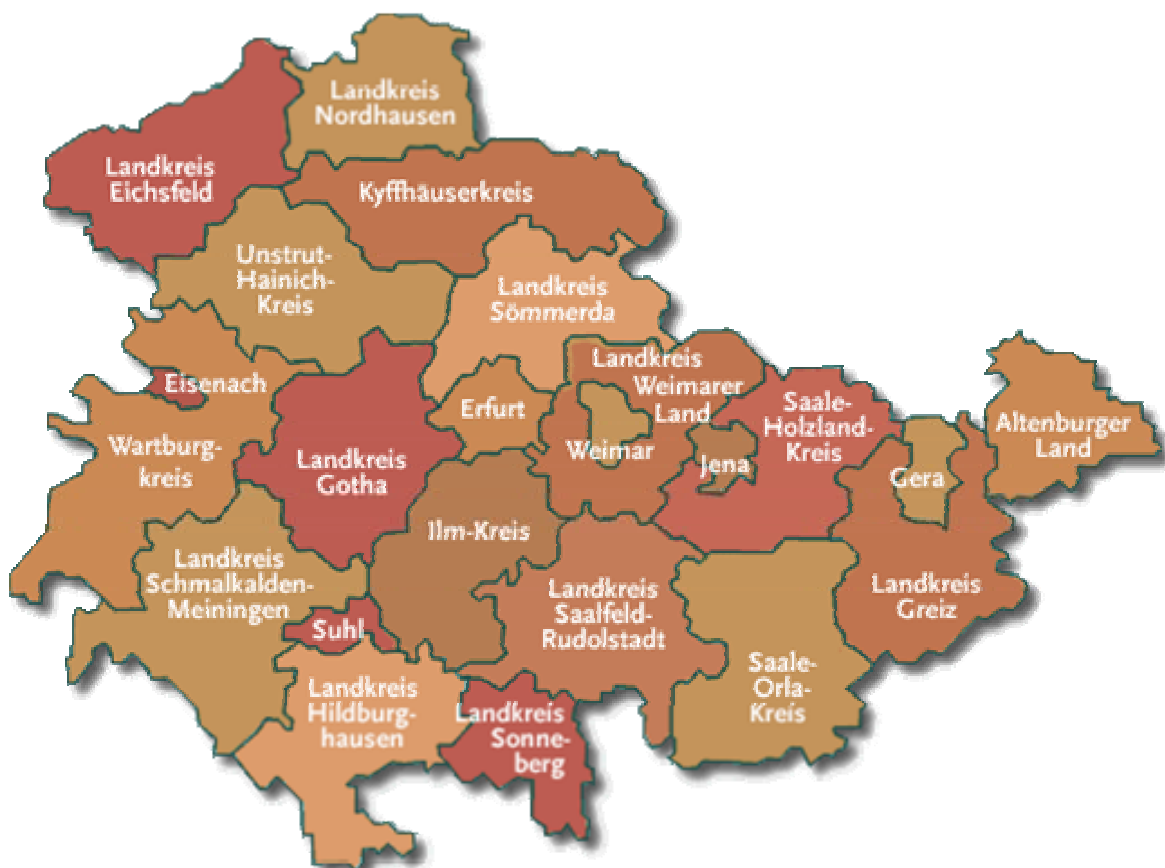 Landkreis
Nordhausen
Landkreis
Eichsfeld
Kyffhäuserkreis
Unstrut-
Hainich-
Kreis
Landkreis
Sömmerda
Landkreis
Weimarer
Land
Eisenach
Erfurt
Saale-
Holzland-
Kreis
Altenburger
Land
Wartburg-
kreis
Landkreis
Gotha
Weimar
Jena
Gera
Ilm-Kreis
Landkreis
Schmalkalden-
Meiningen
Landkreis
Saalfeld-
Rudolstadt
Landkreis
Greiz
Suhl
Saale-
Orla-
Kreis
Landkreis
Hildburg-
hausen
Landkreis
Sonne-
berg